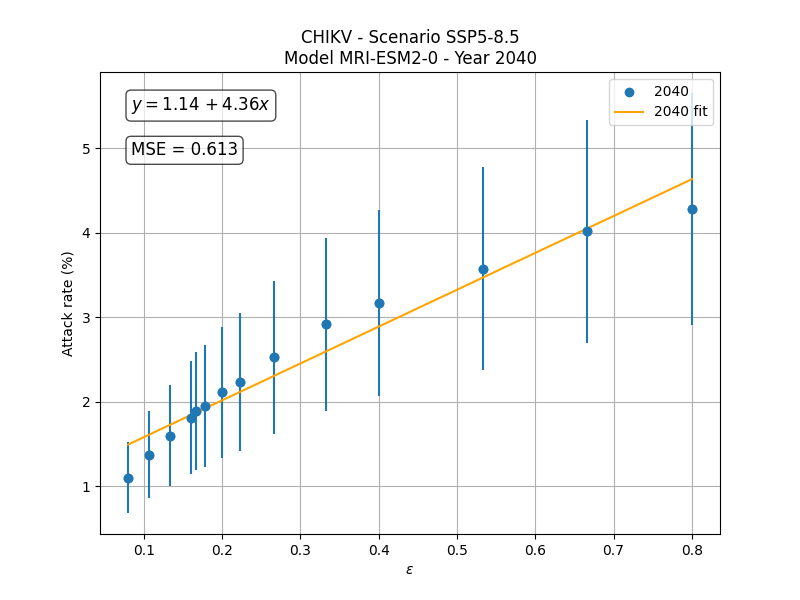 CHIKV - Scenario SSP5-8.5
Model MRI-ESM2-0 - Year 2040
y = 1.14 + 4.36x
MSE = 0.613
2040
2040 fit
Attack rate (%)
5
4
3
2
1
0.1 0.2 0.3 0.4 0.5 0.6 0.7 0.8
ε